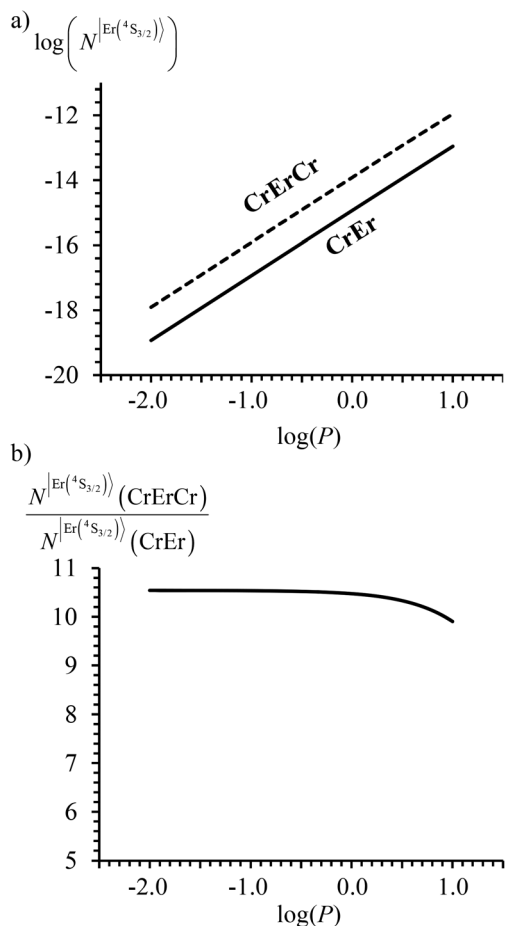 a)
log(N^|Er(⁴S₃/₂)⟩)
-12
-14
-16
-18
-20
CrErCr
CrEr
-2.0 -1.0 0.0 1.0
log(P)
b)
N^|Er(⁴S₃/₂)⟩(CrErCr)
N^|Er(⁴S₃/₂)⟩(CrEr)
11
10
9
8
7
6
5
-2.0 -1.0 0.0 1.0
log(P)